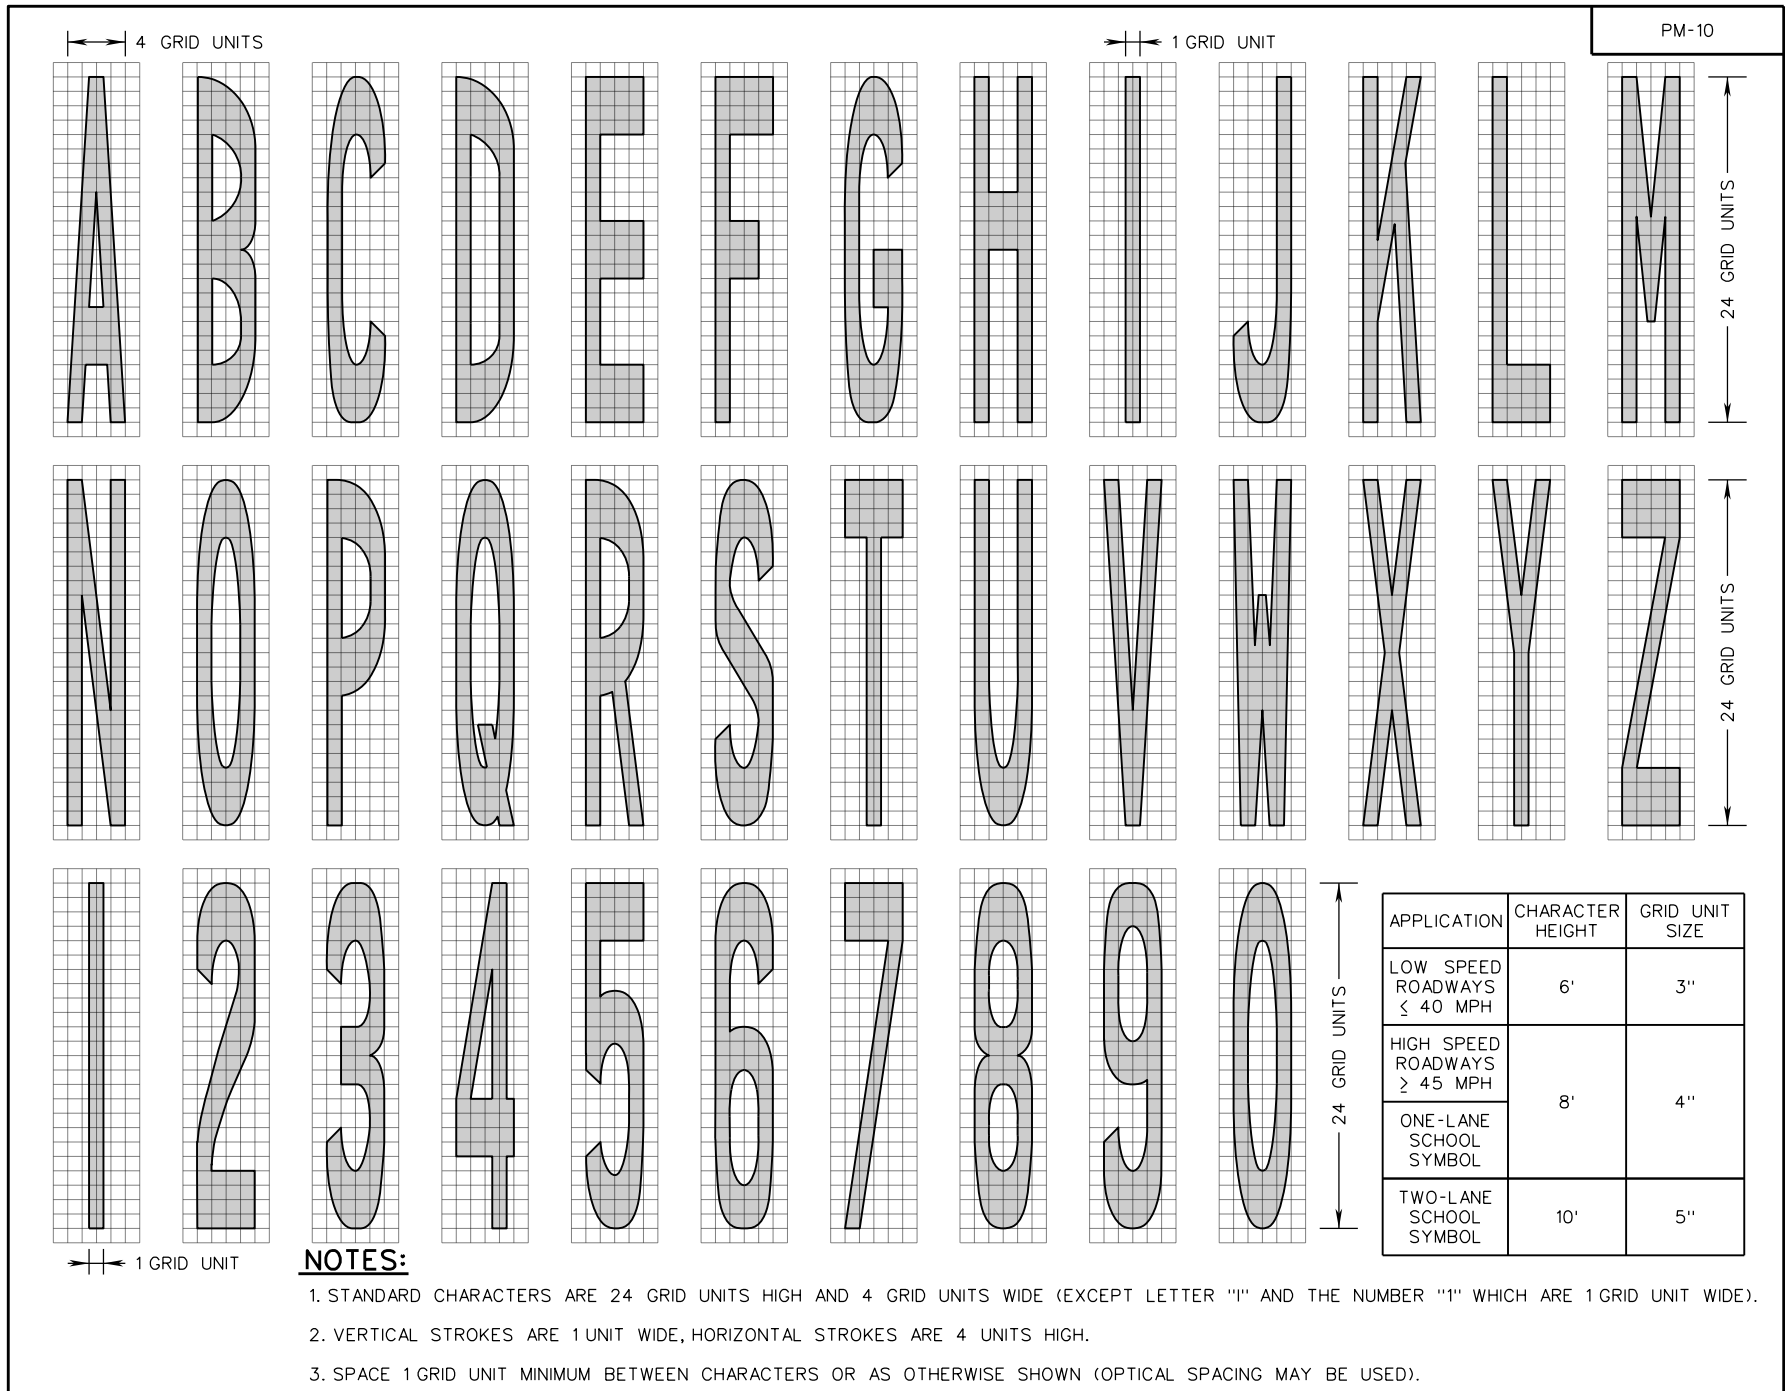 4 GRID UNITS
1 GRID UNIT
PM-10
A B C D E F G H I J K L M
24 GRID UNITS
N O P Q R S T U V W X Y Z
24 GRID UNITS
1 2 3 4 5 6 7 8 9 0
24 GRID UNITS
1 GRID UNIT
APPLICATION CHARACTER HEIGHT GRID UNIT SIZE
LOW SPEED
ROADWAYS
≤ 40 MPH
6'
3''
HIGH SPEED
ROADWAYS
≥ 45 MPH
8'
4''
ONE-LANE
SCHOOL
SYMBOL
TWO-LANE
SCHOOL
SYMBOL
10'
5''
NOTES:
1. STANDARD CHARACTERS ARE 24 GRID UNITS HIGH AND 4 GRID UNITS WIDE (EXCEPT LETTER ''I'' AND THE NUMBER ''1'' WHICH ARE 1 GRID UNIT WIDE).
2. VERTICAL STROKES ARE 1 UNIT WIDE, HORIZONTAL STROKES ARE 4 UNITS HIGH.
3. SPACE 1 GRID UNIT MINIMUM BETWEEN CHARACTERS OR AS OTHERWISE SHOWN (OPTICAL SPACING MAY BE USED).